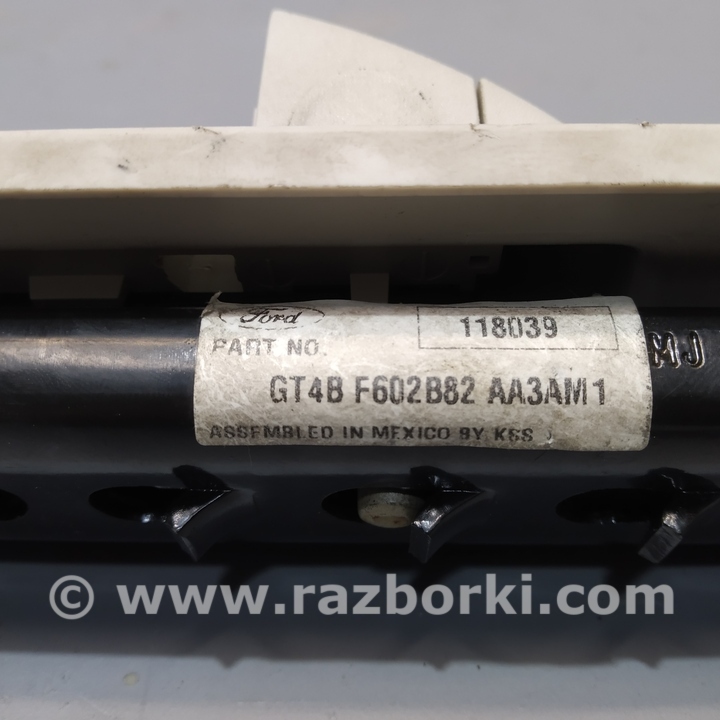 Ford
118039
PART NO.
GT4B F602B82 AA3AM1
ASSEMBLED IN MEXICO BY KSS
MJ
© www.razborki.com